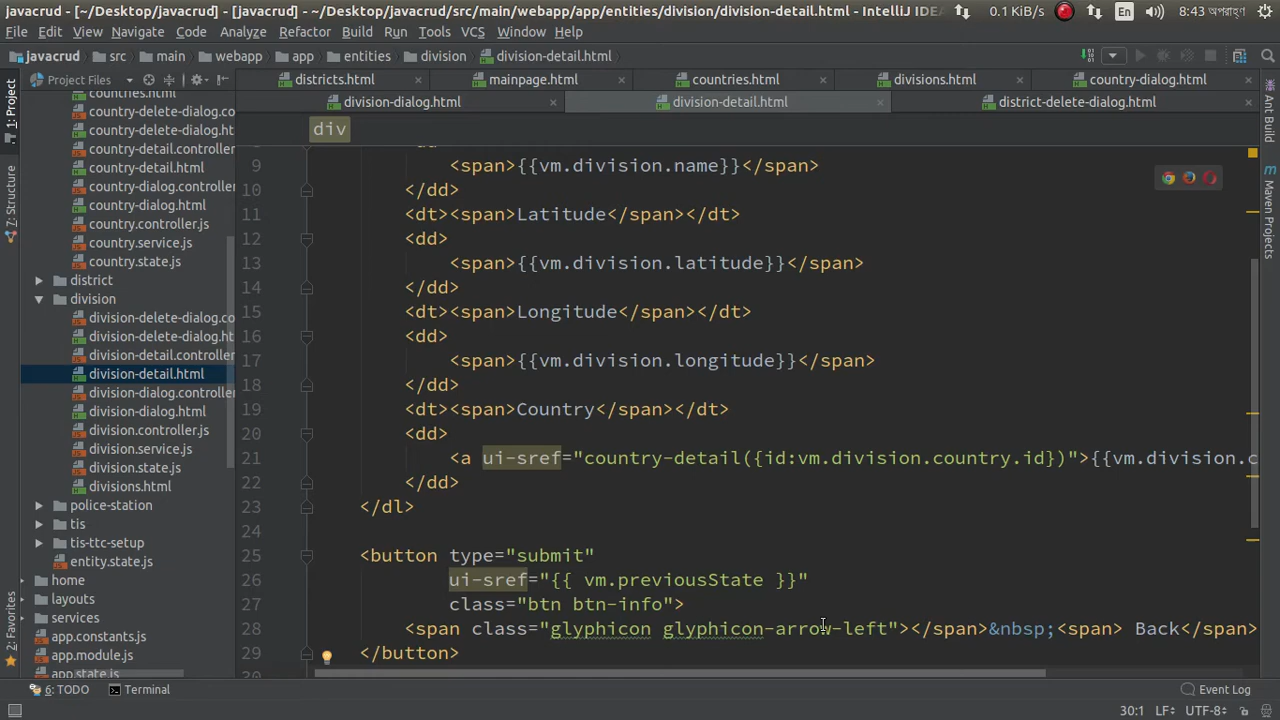 javacrud - [~/Desktop/javacrud] - [javacrud] - ~/Desktop/javacrud/src/main/webapp/app/entities/division/division-detail.html - IntelliJ IDEA
0.1 KiB/s En 8:43 অপরাহ্ণ
File Edit View Navigate Code Analyze Refactor Build Run Tools VCS Window Help
javacrud src main webapp app entities division division-detail.html
Project Files
districts.html mainpage.html countries.html divisions.html country-dialog.html
division-dialog.html division-detail.html district-delete-dialog.html
1: Project
7: Structure
2: Favorites
Ant Build
Maven Projects
countries.html
country-delete-dialog.co
country-delete-dialog.ht
country-detail.controller
country-detail.html
country-dialog.controller
country-dialog.html
country.controller.js
country.service.js
country.state.js
district
division
division-delete-dialog.co
division-delete-dialog.ht
division-detail.controller
division-detail.html
division-dialog.controller
division-dialog.html
division.controller.js
division.service.js
division.state.js
divisions.html
police-station
tis
tis-ttc-setup
entity.state.js
home
layouts
services
app.constants.js
app.module.js
app.state.js
div
9 <span>{{vm.division.name}}</span>
10 </dd>
11 <dt><span>Latitude</span></dt>
12 <dd>
13 <span>{{vm.division.latitude}}</span>
14 </dd>
15 <dt><span>Longitude</span></dt>
16 <dd>
17 <span>{{vm.division.longitude}}</span>
18 </dd>
19 <dt><span>Country</span></dt>
20 <dd>
21 <a ui-sref="country-detail({id:vm.division.country.id})">{{vm.division.c
22 </dd>
23 </dl>
24
25 <button type="submit"
26 ui-sref="{{ vm.previousState }}"
27 class="btn btn-info">
28 <span class="glyphicon glyphicon-arrow-left"></span>&nbsp;<span> Back</span>
29 </button>
30
6: TODO Terminal Event Log
30:1 LF÷ UTF-8÷